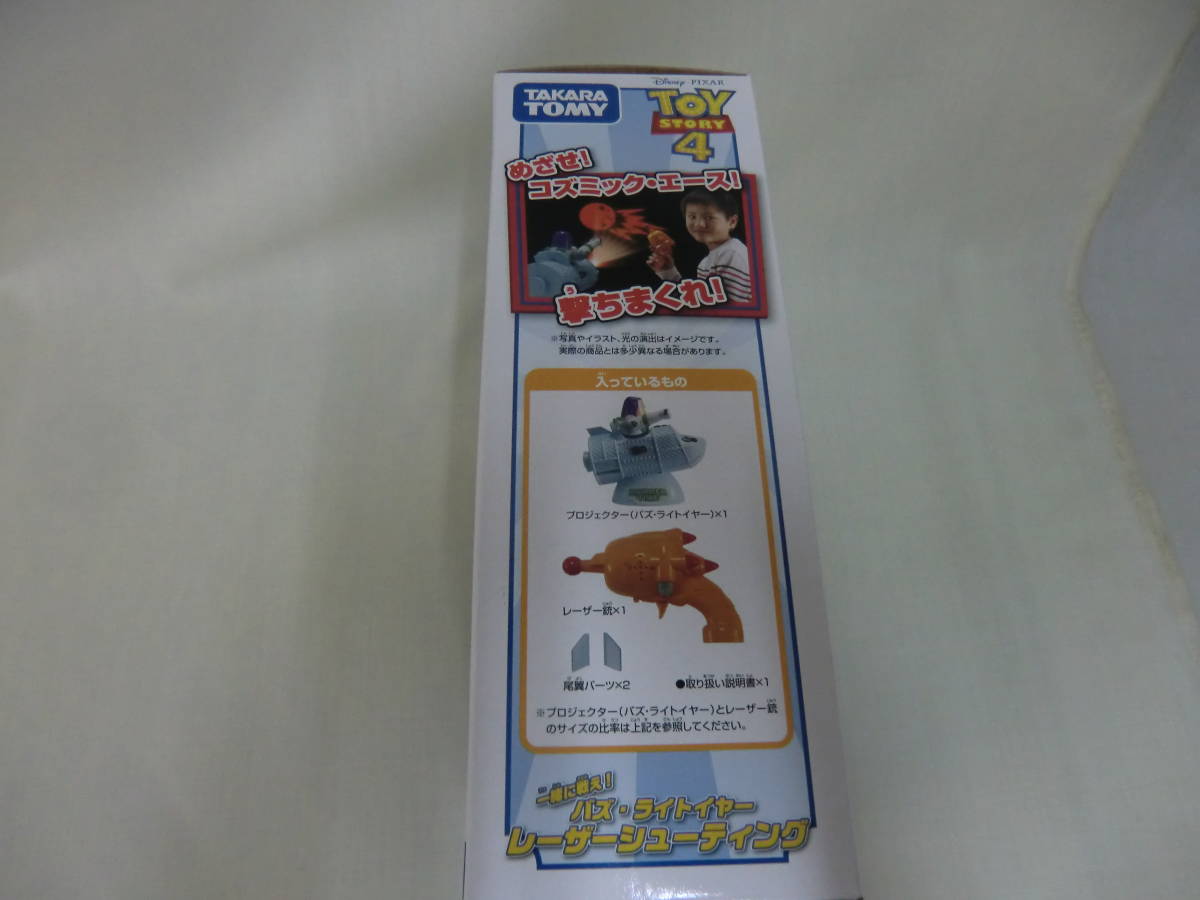 TAKARA
TOMY
Disney PIXAR
TOY
STORY
4
めざせ!
コズミック・エース!
撃ちまくれ!
※写真やイラスト、光の演出はイメージです。
実際の商品とは多少異なる場合があります。
入っているもの
プロジェクター(バズ・ライトイヤー)×1
レーザー銃×1
尾翼パーツ×2
●取り扱い説明書×1
※プロジェクター(バズ・ライトイヤー)とレーザー銃
のサイズの比率は上記を参照してください。
一緒に戦え!
バズ・ライトイヤー
レーザーシューティング